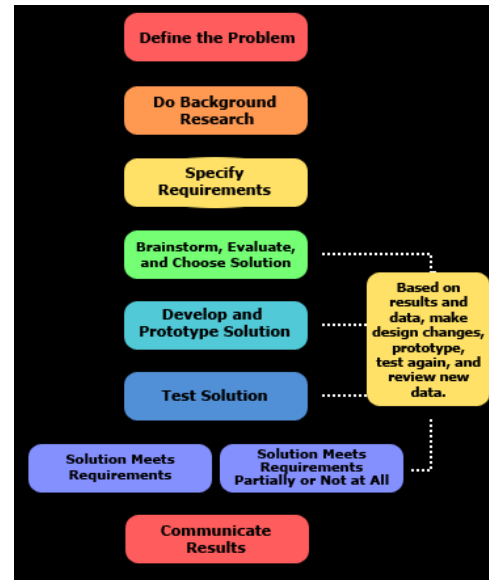 Define the Problem
Do Background
Research
Specify
Requirements
Brainstorm, Evaluate,
and Choose Solution
Develop and
Prototype Solution
Test Solution
Based on
results and
data, make
design changes,
prototype,
test again, and
review new
data.
Solution Meets
Requirements
Solution Meets
Requirements
Partially or Not at All
Communicate
Results